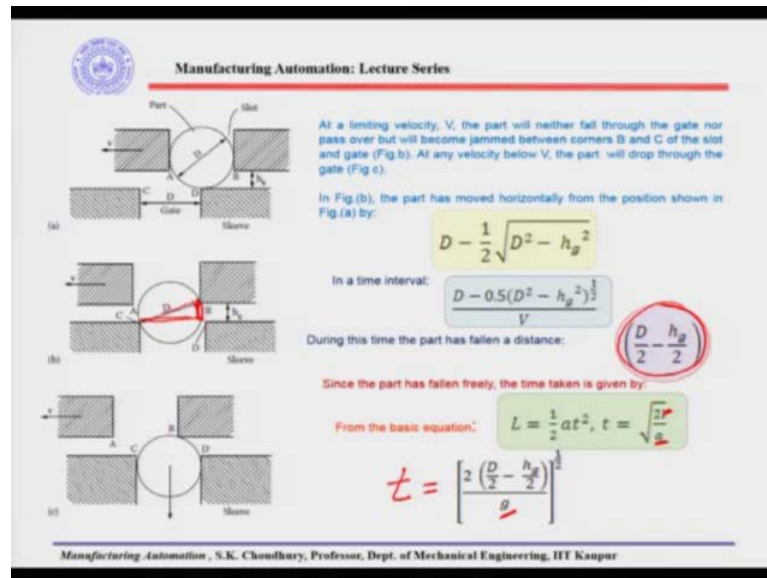 Manufacturing Automation: Lecture Series
Part
Slot
v
D
A
B
h_g
C
D
D
Gate
Sleeve
(a)
At a limiting velocity, V, the part will neither fall through the gate nor
pass over but will become jammed between corners B and C of the slot
and gate (Fig.b). At any velocity below V, the part will drop through the
gate (Fig c).
In Fig.(b), the part has moved horizontally from the position shown in
Fig.(a) by:
D − 1/2 √(D² − h_g²)
v
A
D
B
C
h_g
D
Sleeve
(b)
In a time interval:
(D − 0.5(D² − h_g²)^(1/2)) / V
During this time the part has fallen a distance:
(D/2 − h_g/2)
Since the part has fallen freely, the time taken is given by:
From the basic equation:
L = 1/2 at², t = √(2l/a)
t = [2 (D/2 − h_g/2) / g]^(1/2)
v
A
B
C
D
Sleeve
(c)
Manufacturing Automation , S.K. Choudhury, Professor, Dept. of Mechanical Engineering, IIT Kanpur